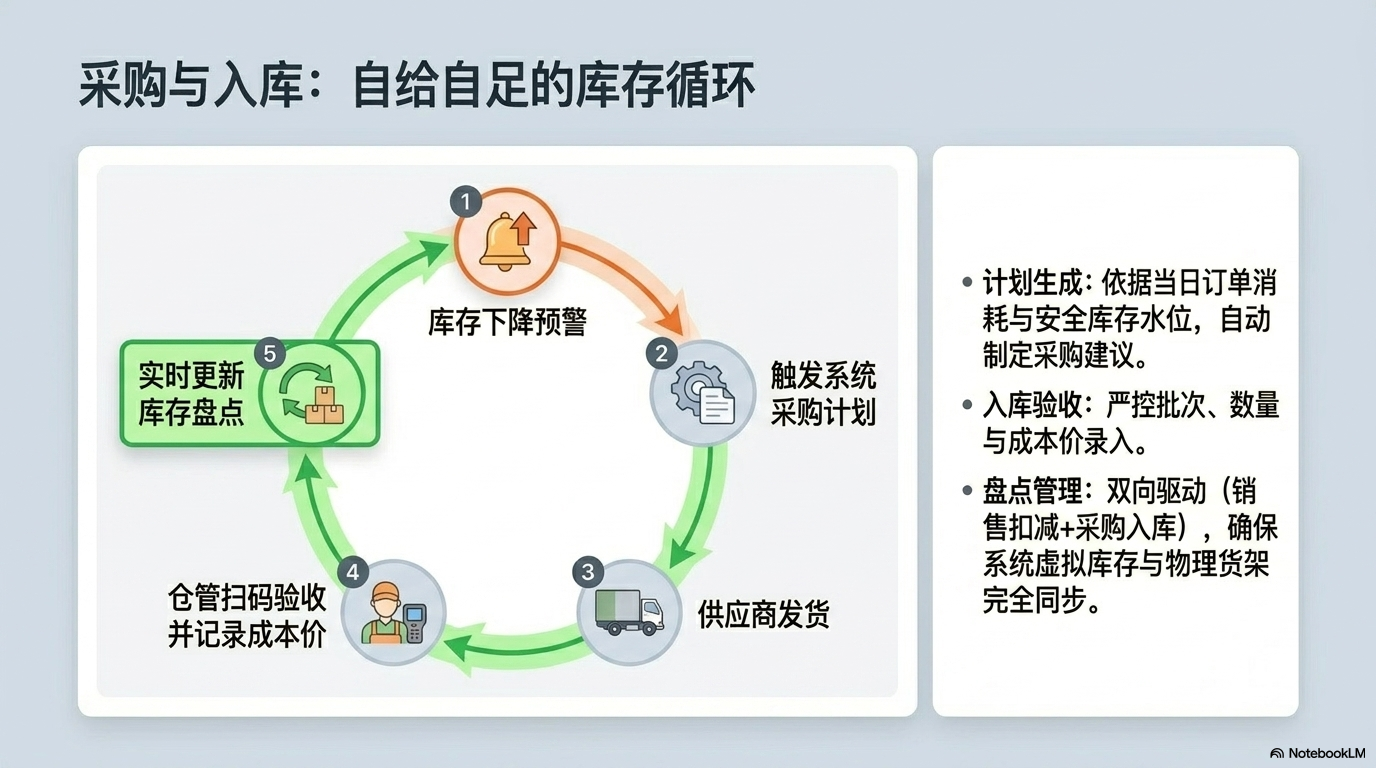 采购与入库：自给自足的库存循环
1
库存下降预警
2
触发系统
采购计划
3
供应商发货
4
仓管扫码验收
并记录成本价
5
实时更新
库存盘点
• 计划生成：依据当日订单消
耗与安全库存水位，自动
制定采购建议。
• 入库验收：严控批次、数量
与成本价录入。
• 盘点管理：双向驱动（销
售扣减+采购入库），确保
系统虚拟库存与物理货架
完全同步。
NotebookLM